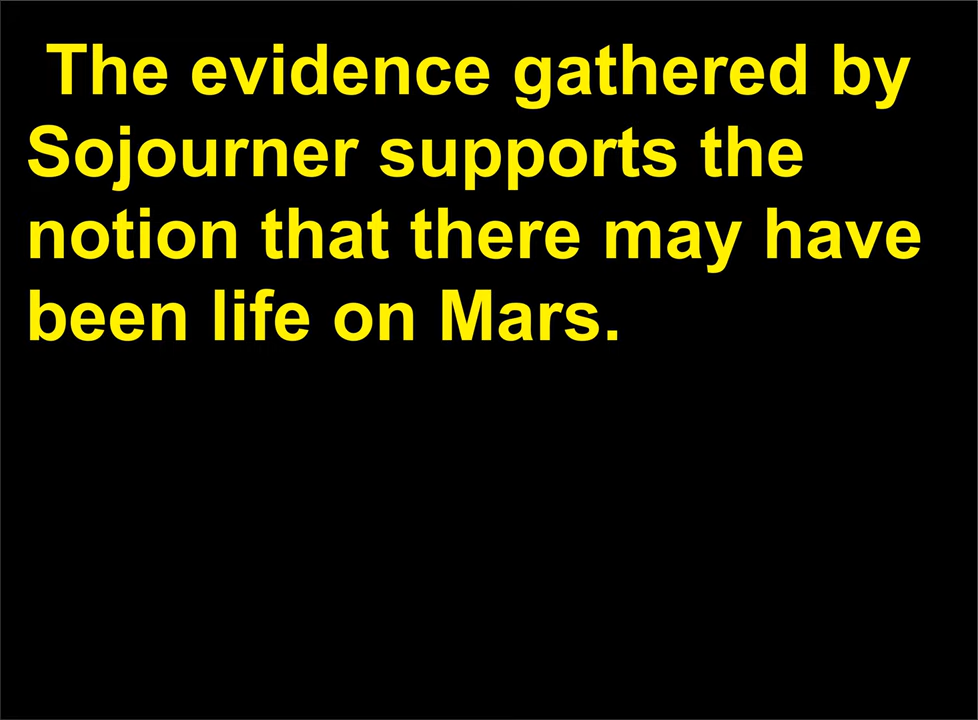 The evidence gathered by
Sojourner supports the
notion that there may have
been life on Mars.